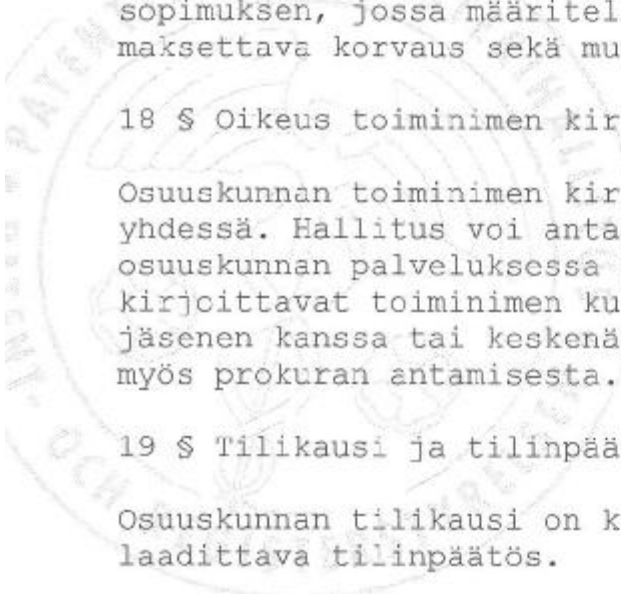 sopimuksen, jossa määritel
maksettava korvaus sekä mu
18 § Oikeus toiminimen kir
Osuuskunnan toiminimen kir
yhdessä. Hallitus voi anta
osuuskunnan palveluksessa
kirjoittavat toiminimen ku
jäsenen kanssa tai keskenä
myös prokuran antamisesta.
19 § Tilikausi ja tilinpää
Osuuskunnan tilikausi on k
laadittava tilinpäätös.